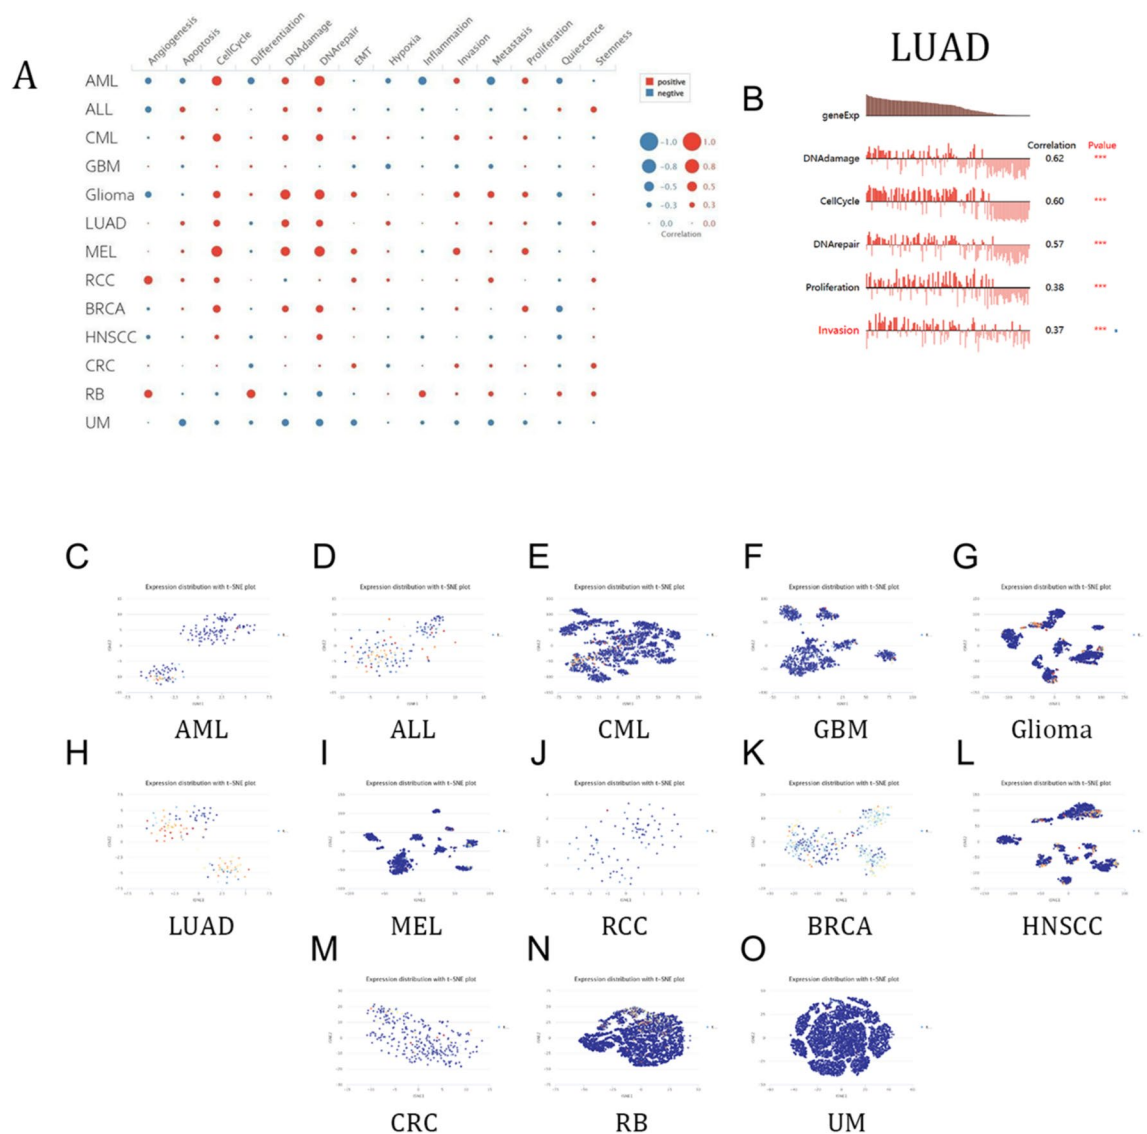 A
Angiogenesis
Apoptosis
CellCycle
Differentiation
DNAdamage
DNArepair
EMT
Hypoxia
Inflammation
Invasion
Metastasis
Proliferation
Quiescence
Stemness
AML
ALL
CML
GBM
Glioma
LUAD
MEL
RCC
BRCA
HNSCC
CRC
RB
UM
positive
negtive
-1.0 1.0
-0.8 0.8
-0.5 0.5
-0.3 0.3
0.0 0.0
Correlation
LUAD
B
geneExp
Correlation Pvalue
DNAdamage 0.62 ***
CellCycle 0.60 ***
DNArepair 0.57 ***
Proliferation 0.38 ***
Invasion 0.37 ***
C D E F G
Expression distribution with t-SNE plot
Expression distribution with t-SNE plot
Expression distribution with t-SNE plot
Expression distribution with t-SNE plot
Expression distribution with t-SNE plot
AML ALL CML GBM Glioma
H I J K L
Expression distribution with t-SNE plot
Expression distribution with t-SNE plot
Expression distribution with t-SNE plot
Expression distribution with t-SNE plot
Expression distribution with t-SNE plot
LUAD MEL RCC BRCA HNSCC
M N O
Expression distribution with t-SNE plot
Expression distribution with t-SNE plot
Expression distribution with t-SNE plot
CRC RB UM